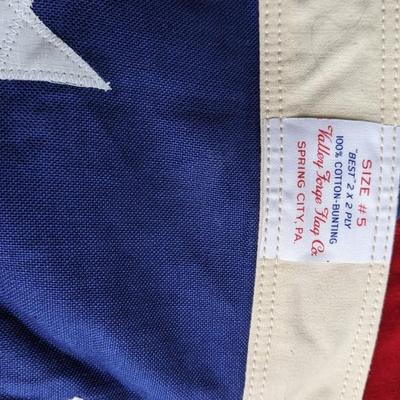 SIZE #5
"BEST" 2 X 2 PLY
100% COTTON-BUNTING
Valley Forge Flag Co.
SPRING CITY, PA.